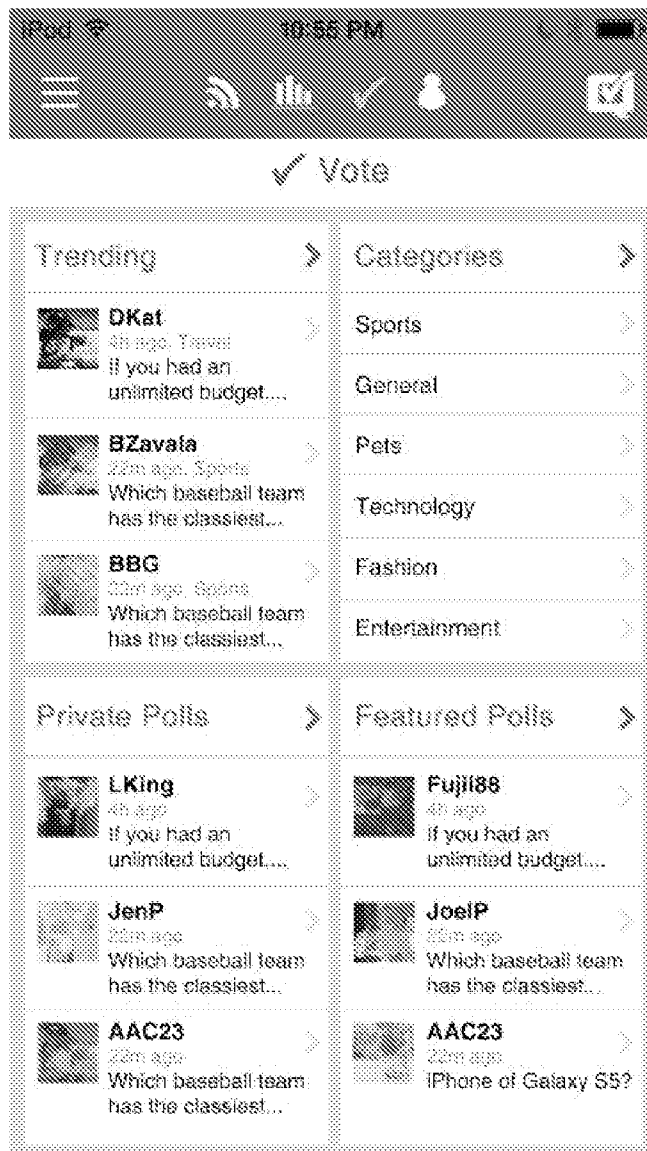 iPod 10:55 PM
Vote
Trending
DKat
4h ago, Travel
If you had an
unlimited budget....
BZavala
22m ago, Sports
Which baseball team
has the classiest...
BBG
22m ago, Sports
Which baseball team
has the classiest...
Categories
Sports
General
Pets
Technology
Fashion
Entertainment
Private Polls
LKing
4h ago
If you had an
unlimited budget....
JenP
22m ago
Which baseball team
has the classiest...
AAC23
22m ago
Which baseball team
has the classiest...
Featured Polls
Fujii88
4h ago
If you had an
unlimited budget....
JoelP
22m ago
Which baseball team
has the classiest...
AAC23
22m ago
iPhone of Galaxy S5?